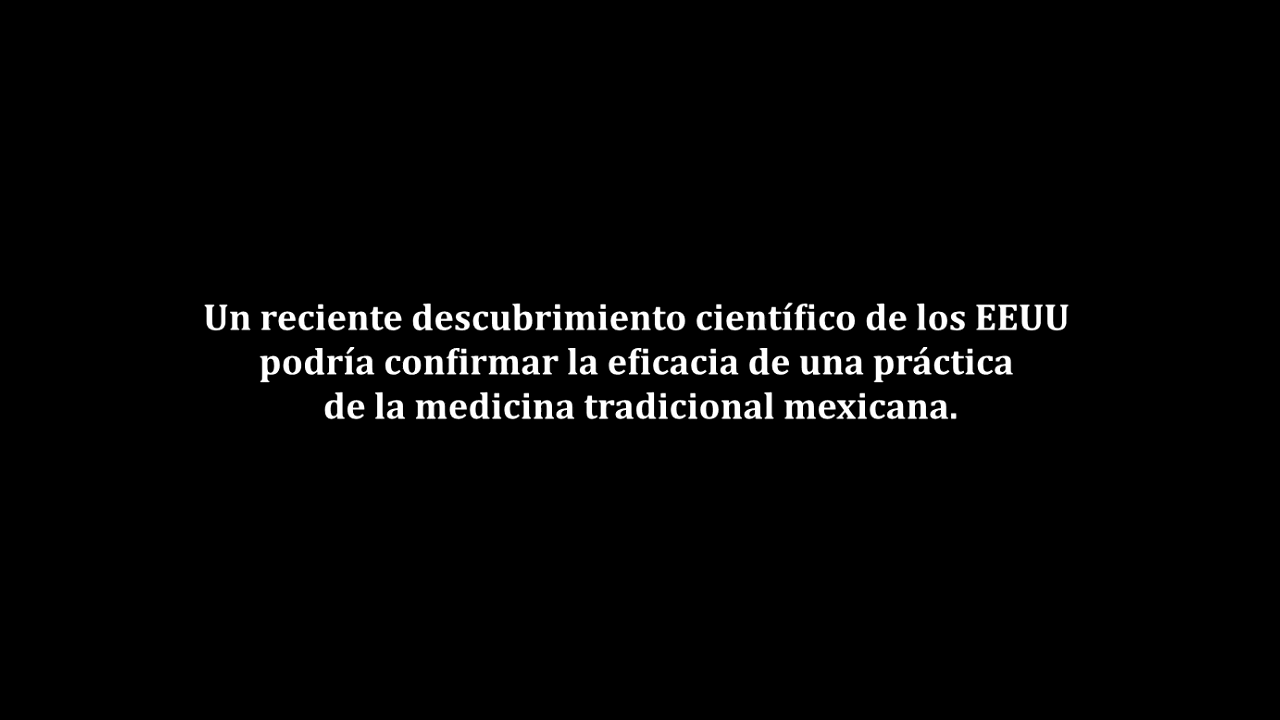 Un reciente descubrimiento científico de los EEUU
podría confirmar la eficacia de una práctica
de la medicina tradicional mexicana.